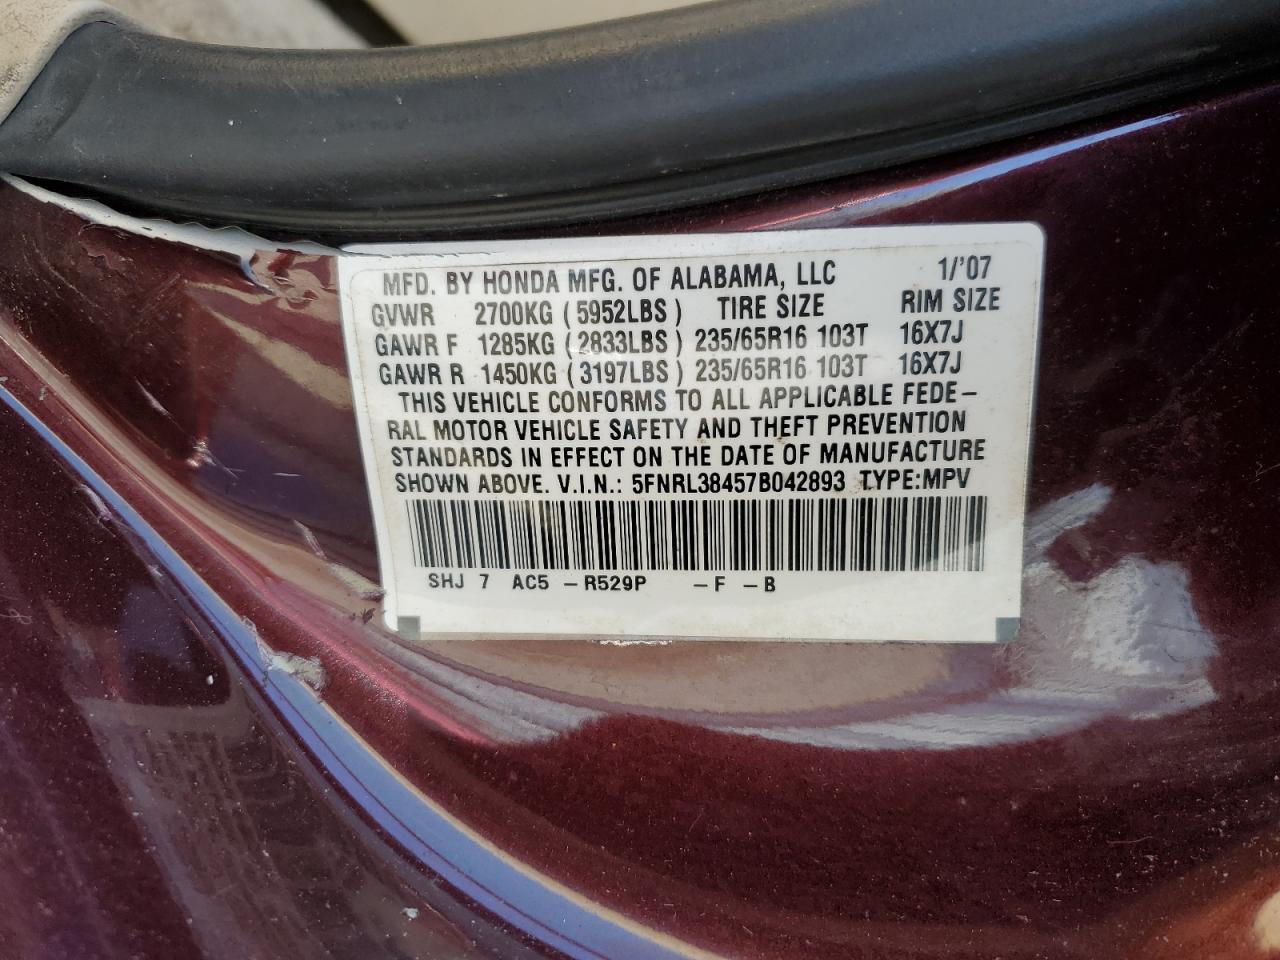 MFD. BY HONDA MFG. OF ALABAMA, LLC 1/'07
GVWR 2700KG (5952LBS) TIRE SIZE RIM SIZE
GAWR F 1285KG (2833LBS) 235/65R16 103T 16X7J
GAWR R 1450KG (3197LBS) 235/65R16 103T 16X7J
THIS VEHICLE CONFORMS TO ALL APPLICABLE FEDE-
RAL MOTOR VEHICLE SAFETY AND THEFT PREVENTION
STANDARDS IN EFFECT ON THE DATE OF MANUFACTURE
SHOWN ABOVE. V.I.N.: 5FNRL38457B042893 TYPE:MPV
SHJ 7 AC5 -R529P -F -B